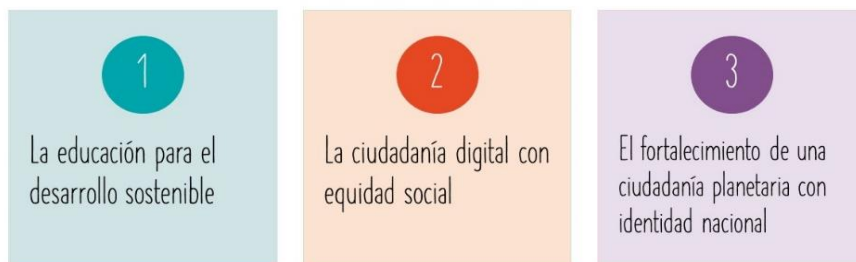 1
La educación para el
desarrollo sostenible
2
La ciudadanía digital con
equidad social
3
El fortalecimiento de una
ciudadanía planetaria con
identidad nacional